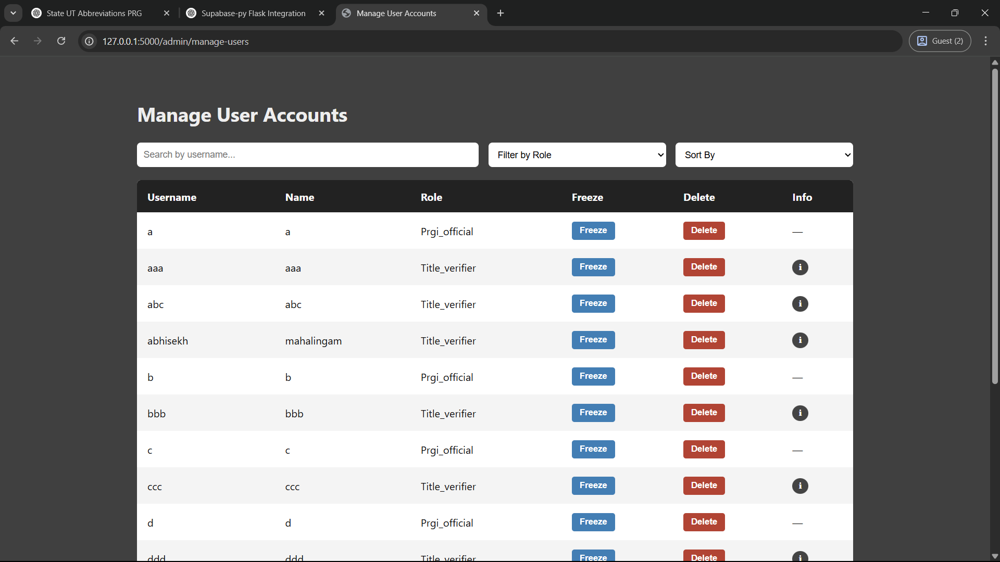 State UT Abbreviations PRG
Supabase-py Flask Integration
Manage User Accounts
127.0.0.1:5000/admin/manage-users
Guest (2)
Manage User Accounts
Search by username...
Filter by Role
Sort By
Username Name Role Freeze Delete Info
a a Prgi_official Freeze Delete —
aaa aaa Title_verifier Freeze Delete i
abc abc Title_verifier Freeze Delete i
abhisekh mahalingam Title_verifier Freeze Delete i
b b Prgi_official Freeze Delete —
bbb bbb Title_verifier Freeze Delete i
c c Prgi_official Freeze Delete —
ccc ccc Title_verifier Freeze Delete i
d d Prgi_official Freeze Delete —
ddd ddd Title_verifier Freeze Delete i